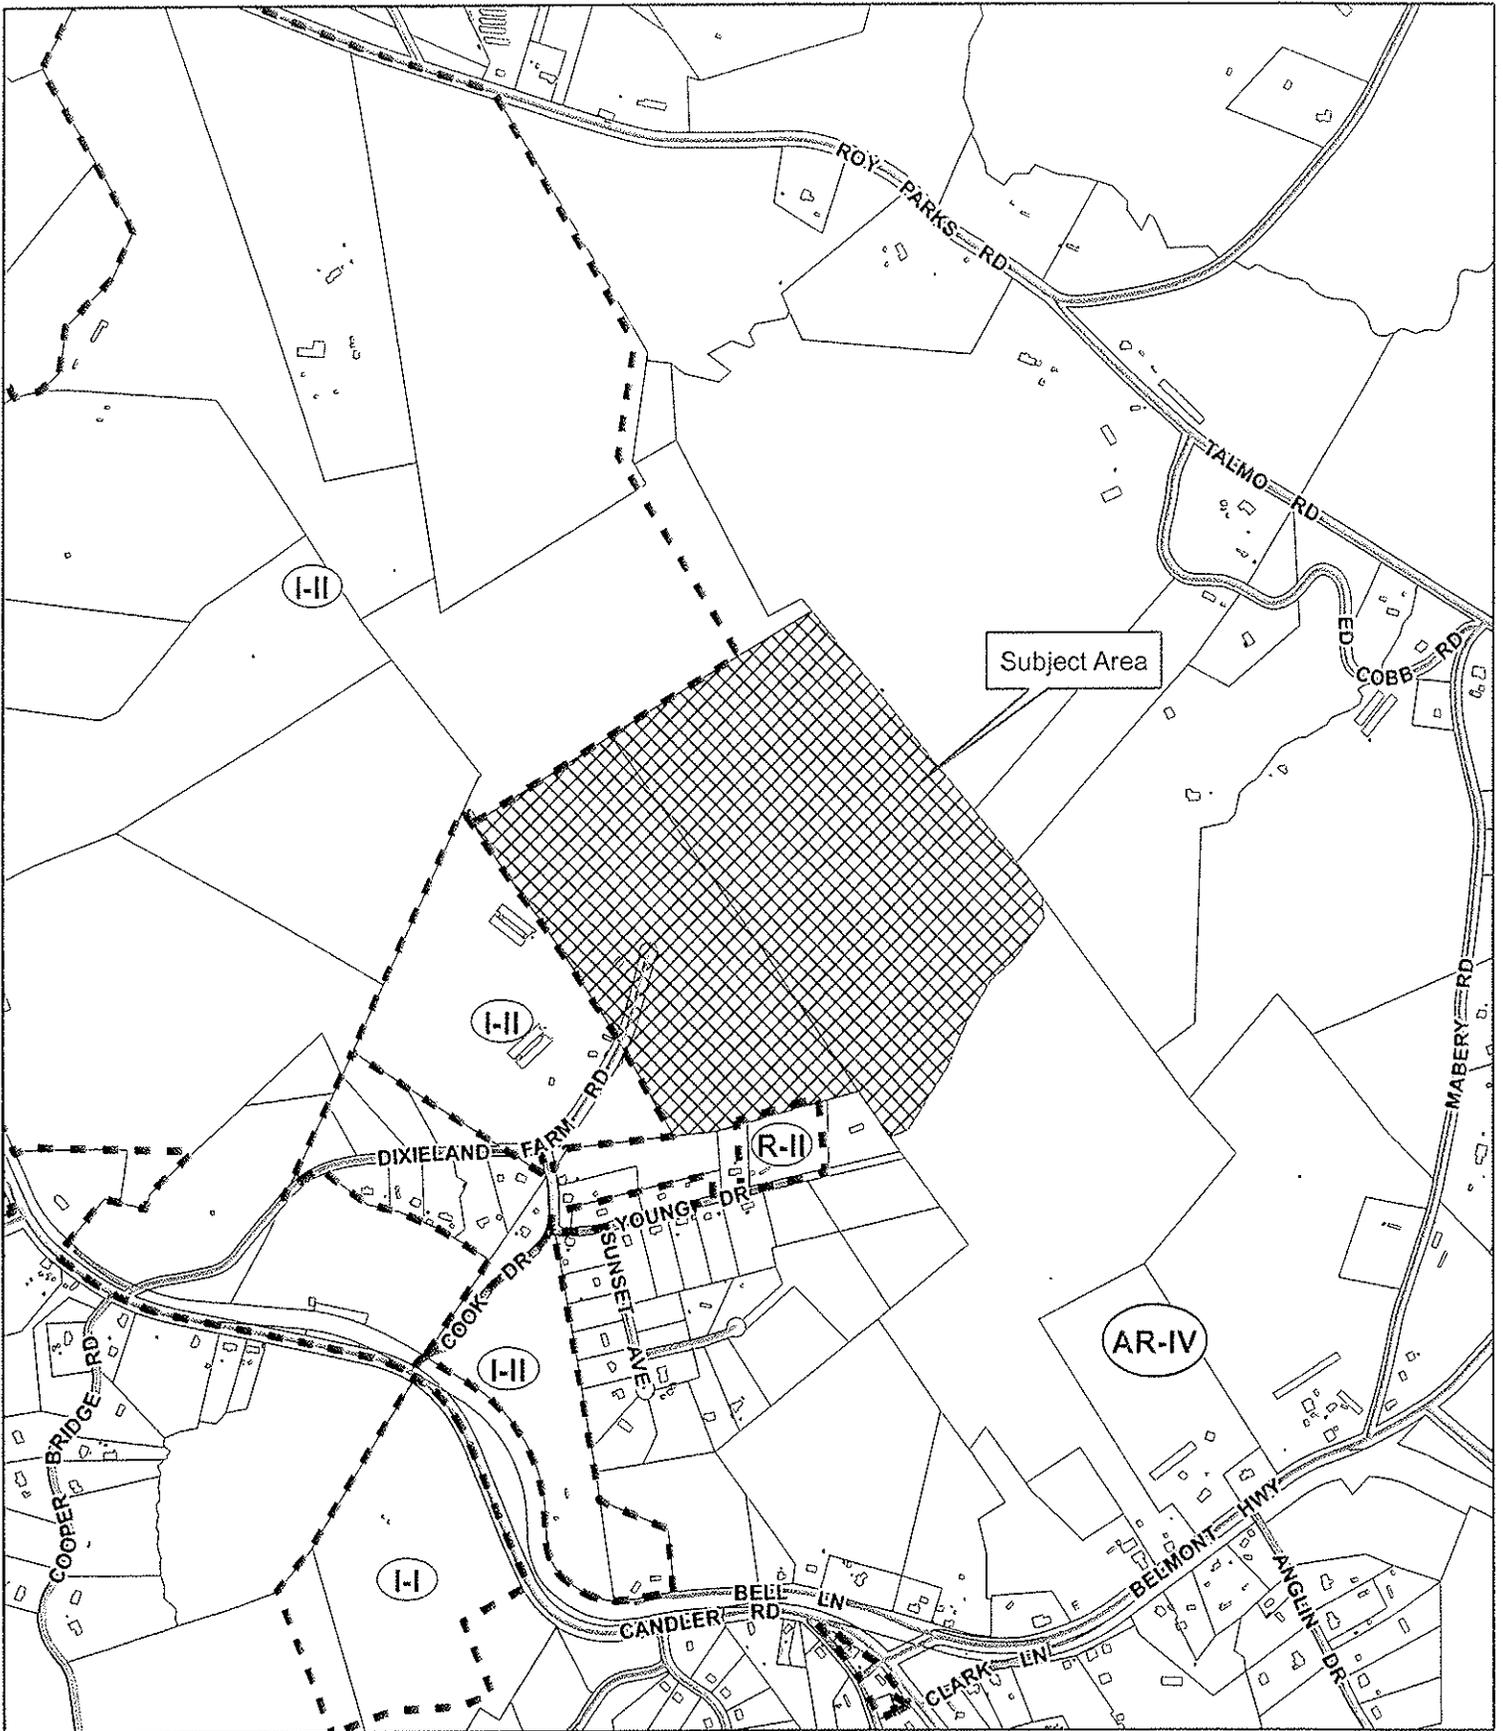 ROY PARKS RD
TALMO RD
I-II
ED COBB RD
Subject Area
MABERY RD
I-II
DIXIELAND FARM RD
R-II
YOUNG DR
SUNSET AVE
COOK DR
I-II
AR-IV
COOPER BRIDGE RD
I-I
BELMONT HWY
BELL LN
CANDLER RD
ANGLIN DR
CLARK LN